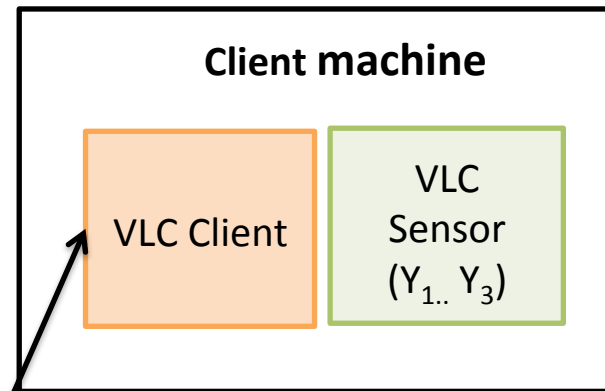 Client machine
VLC Client
VLC
Sensor
(Y₁.. Y₃)